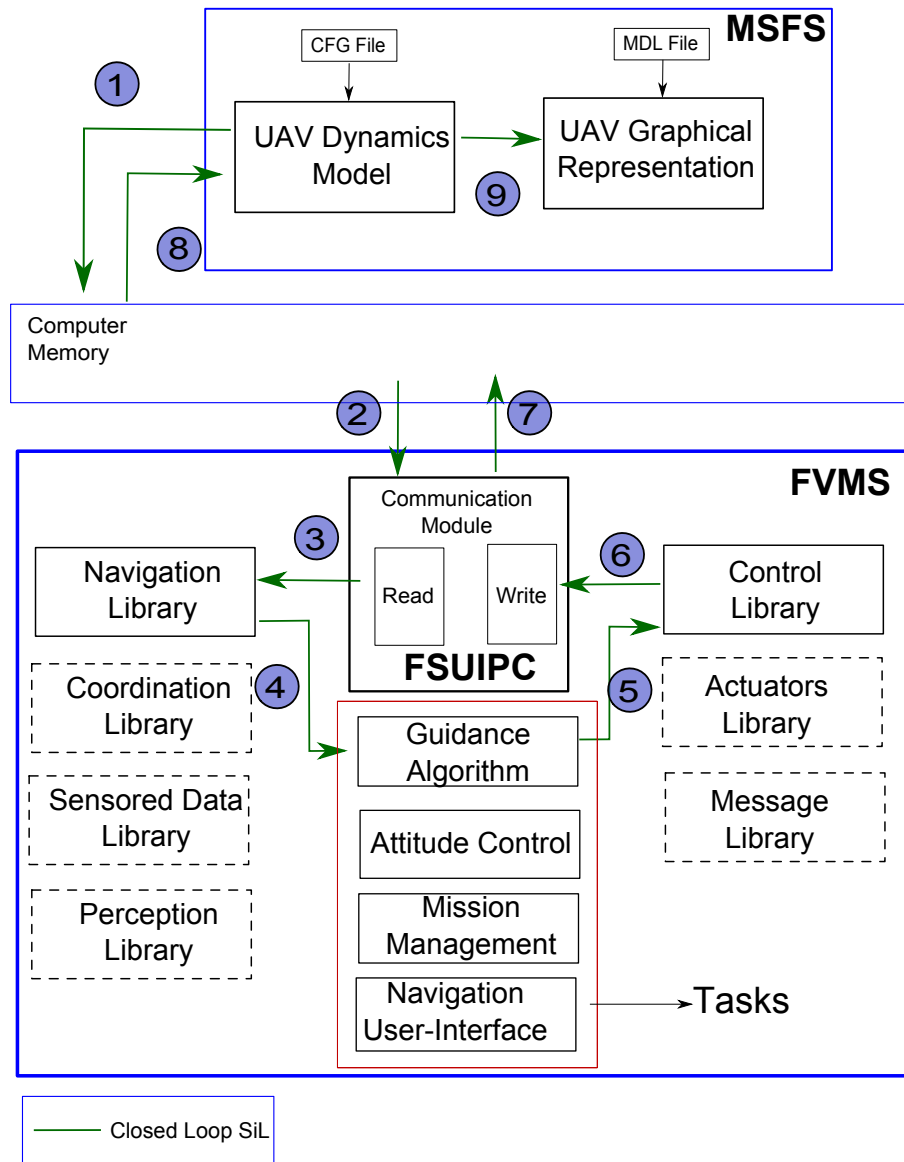 MSFS
CFG File
MDL File
1
UAV Dynamics
Model
UAV Graphical
Representation
9
8
Computer
Memory
2
7
FVMS
Communication
Module
3
6
Navigation
Library
Read
Write
Control
Library
FSUIPC
Coordination
Library
4
5
Actuators
Library
Guidance
Algorithm
Sensored Data
Library
Message
Library
Attitude Control
Perception
Library
Mission
Management
Navigation
User-Interface
Tasks
Closed Loop SiL